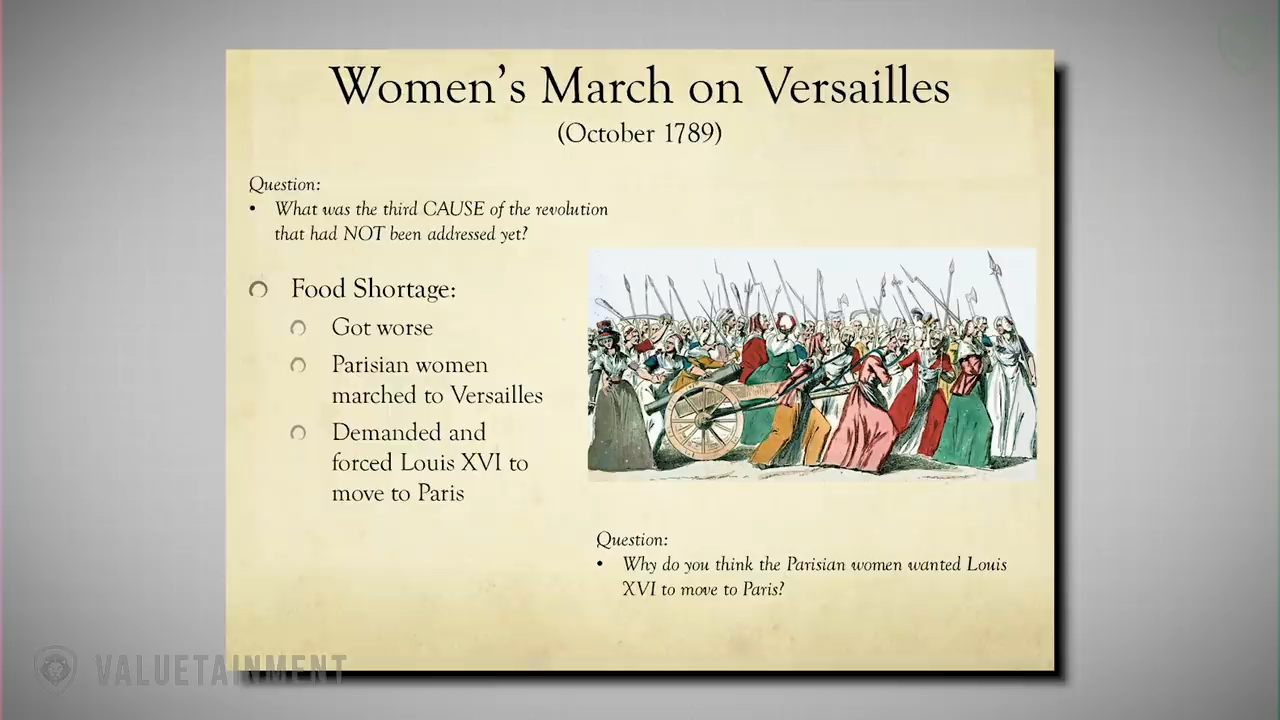 Women's March on Versailles
(October 1789)
Question:
• What was the third CAUSE of the revolution
that had NOT been addressed yet?
Food Shortage:
Got worse
Parisian women
marched to Versailles
Demanded and
forced Louis XVI to
move to Paris
Question:
• Why do you think the Parisian women wanted Louis
XVI to move to Paris?
VALUETAINMENT